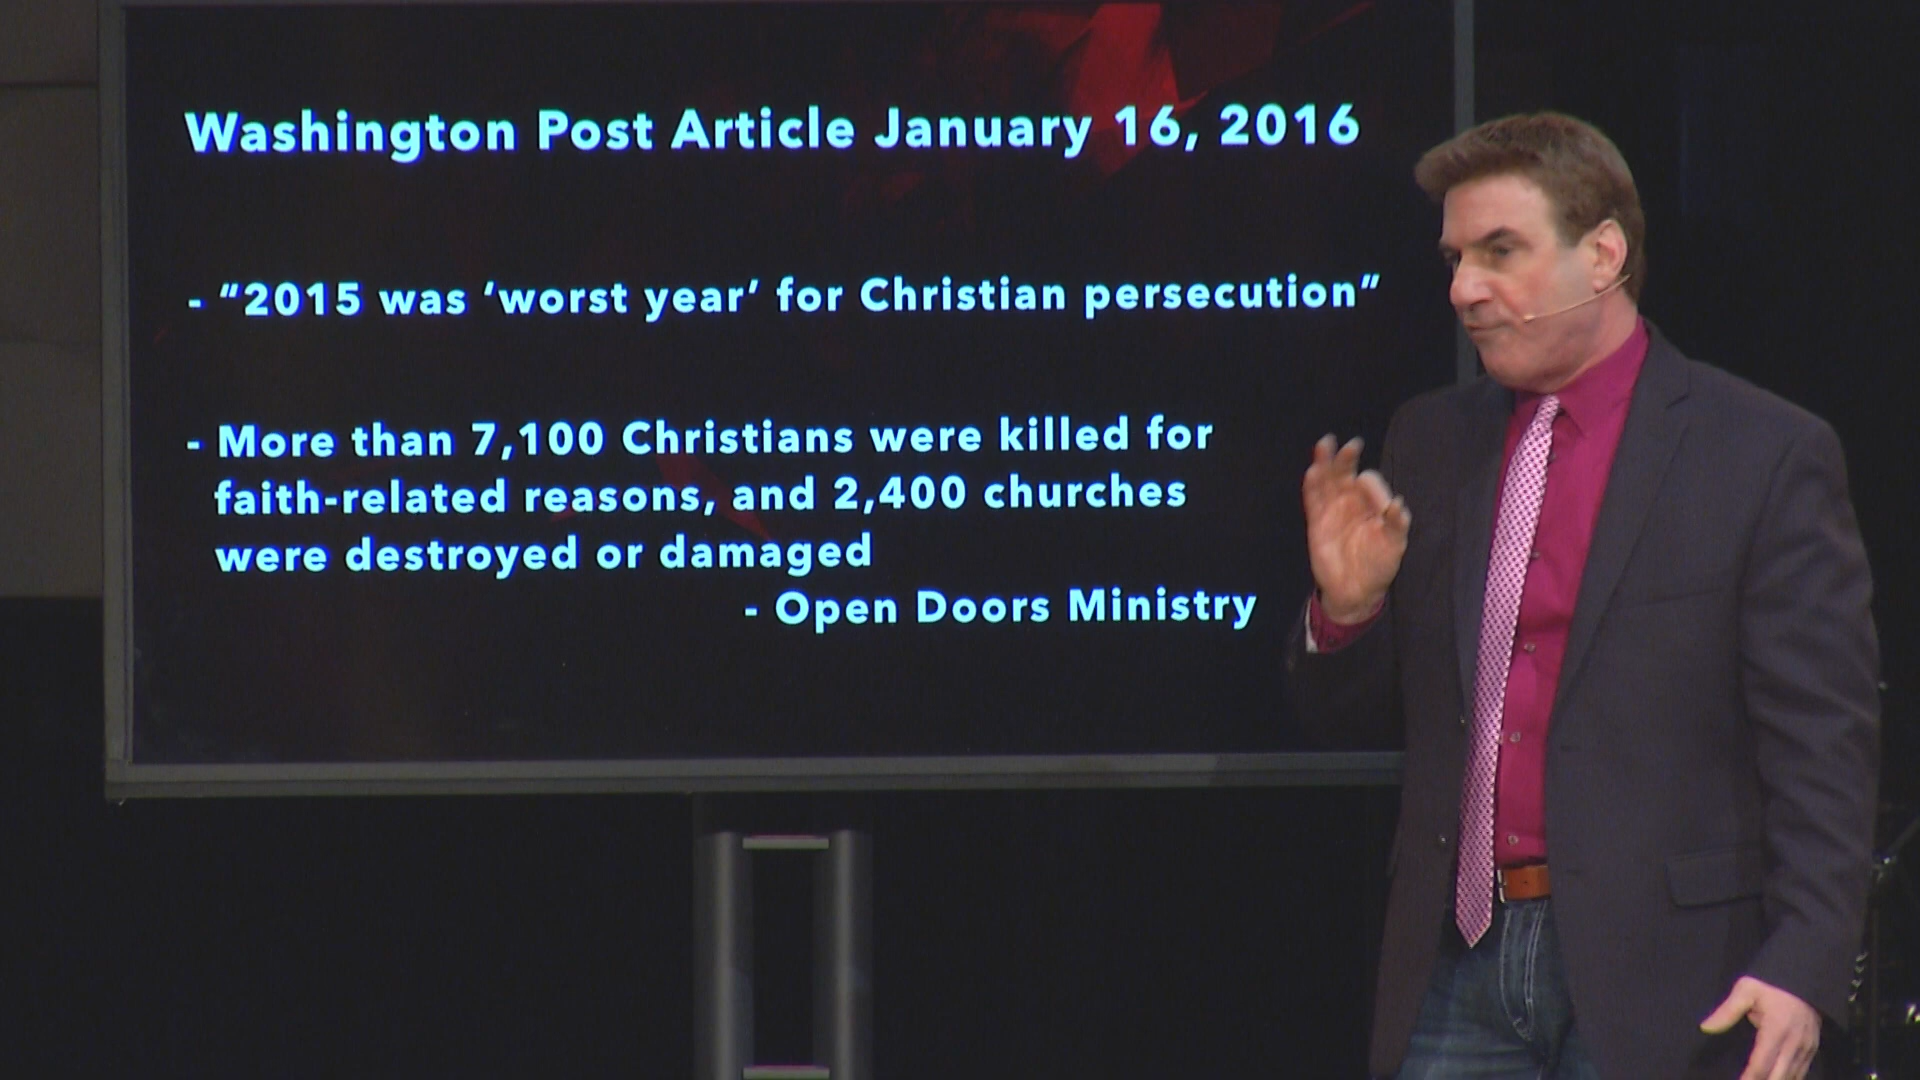 Washington Post Article January 16, 2016
- “2015 was ‘worst year’ for Christian persecution”
- More than 7,100 Christians were killed for
faith-related reasons, and 2,400 churches
were destroyed or damaged
- Open Doors Ministry